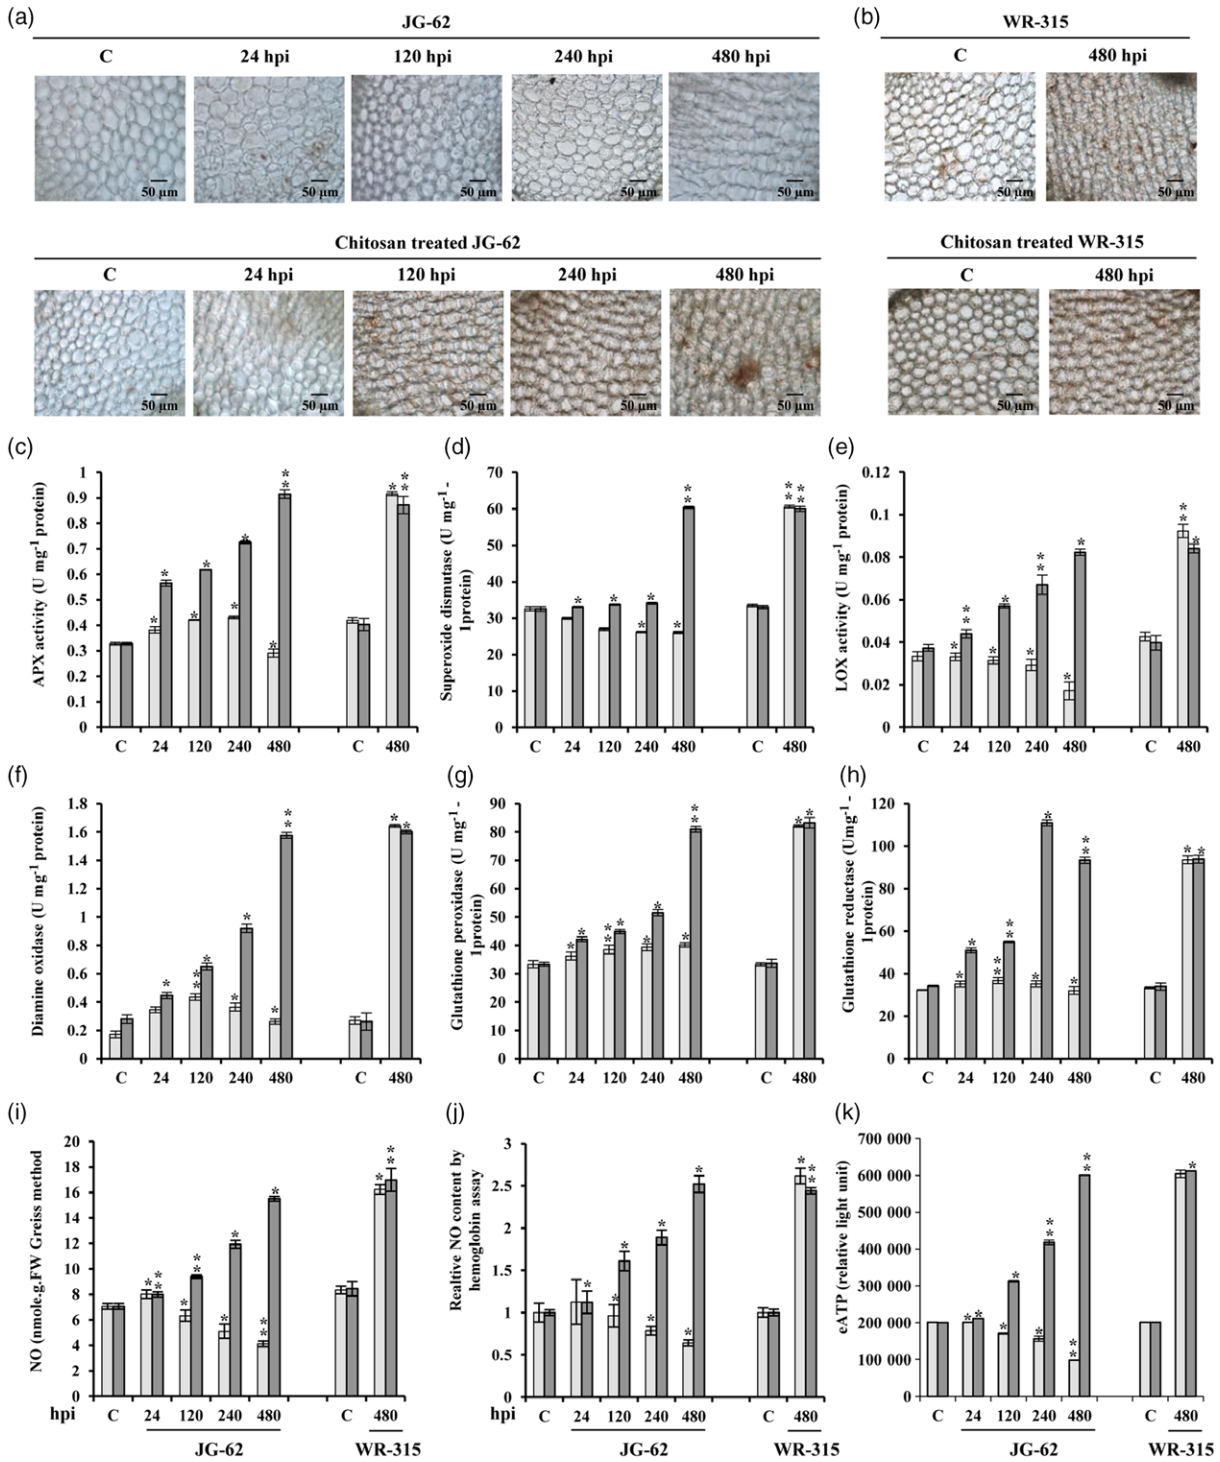 (a)
JG-62
C 24 hpi 120 hpi 240 hpi 480 hpi
50 µm 50 µm 50 µm 50 µm 50 µm
Chitosan treated JG-62
C 24 hpi 120 hpi 240 hpi 480 hpi
50 µm 50 µm 50 µm 50 µm 50 µm
(b)
WR-315
C 480 hpi
50 µm 50 µm
Chitosan treated WR-315
C 480 hpi
50 µm 50 µm
(c)
APX activity (U mg-1 protein)
1
0.9
0.8
0.7
0.6
0.5
0.4
0.3
0.2
0.1
0
C 24 120 240 480 C 480
(d)
Superoxide dismutase (U mg-1 -
1protein)
70
60
50
40
30
20
10
0
C 24 120 240 480 C 480
(e)
LOX activity (U mg-1 protein)
0.12
0.1
0.08
0.06
0.04
0.02
0
C 24 120 240 480 C 480
(f)
Diamine oxidase (U mg-1 protein)
1.8
1.6
1.4
1.2
1
0.8
0.6
0.4
0.2
0
C 24 120 240 480 C 480
(g)
Glutathione peroxidase (U mg-1 -
1protein)
90
80
70
60
50
40
30
20
10
0
C 24 120 240 480 C 480
(h)
Glutathione reductase (Umg-1 -
1protein)
120
100
80
60
40
20
0
C 24 120 240 480 C 480
(i)
NO (nmole.g.FW Greiss method
20
18
16
14
12
10
8
6
4
2
0
hpi C 24 120 240 480 C 480
JG-62 WR-315
(j)
Realtive NO content by
hemoglobin assay
3
2.5
2
1.5
1
0.5
0
hpi C 24 120 240 480 C 480
JG-62 WR-315
(k)
eATP (relative light unit)
700 000
600 000
500 000
400 000
300 000
200 000
100 000
0
C 24 120 240 480 C 480
JG-62 WR-315